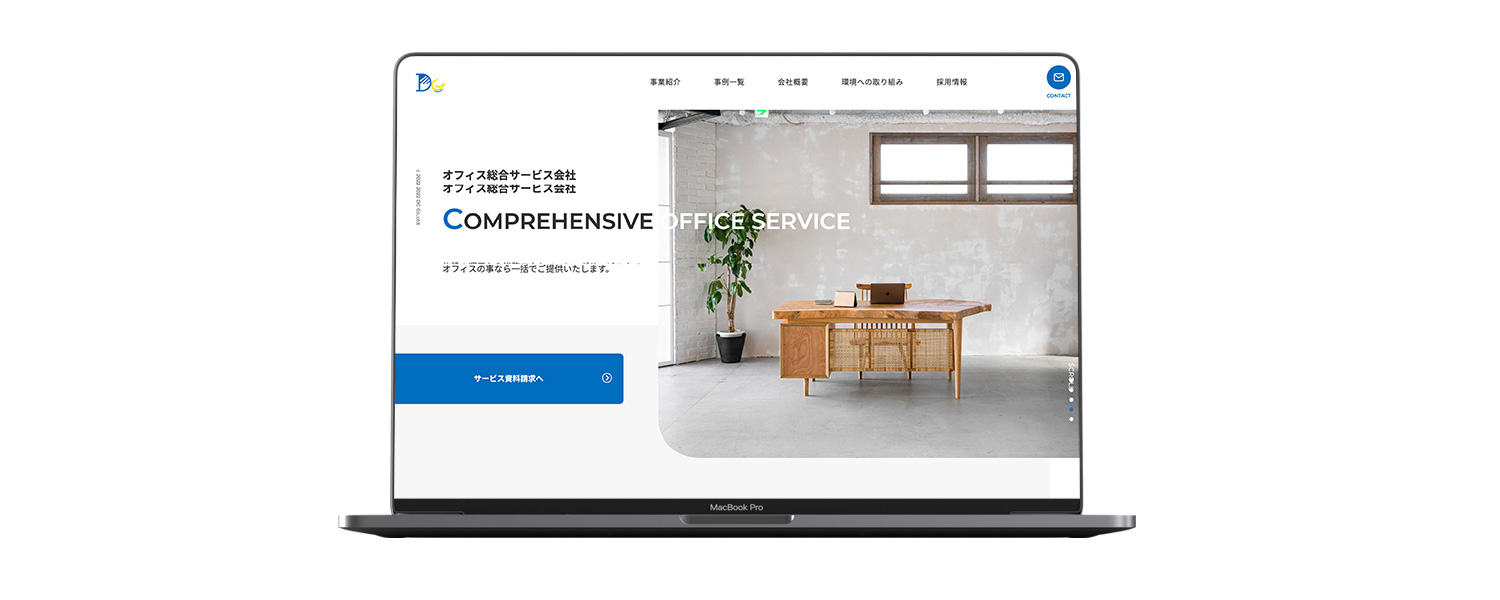 事業紹介 事例一覧 会社概要 環境への取り組み 採用情報
CONTACT
オフィス総合サービス会社
オフィス総合サービス会社
COMPREHENSIVE OFFICE SERVICE
オフィスの事なら一括でご提供いたします。
サービス資料請求へ
SCROLL
MacBook Pro